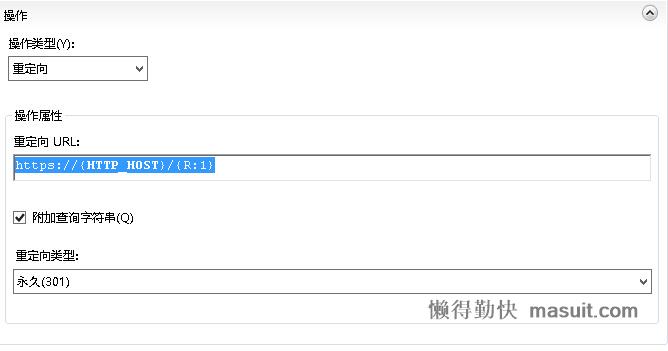 操作
操作类型(Y):
重定向
操作属性
重定向 URL:
https://{HTTP_HOST}/{R:1}
附加查询字符串(Q)
重定向类型:
永久(301)
懒得勤快 masuit.com